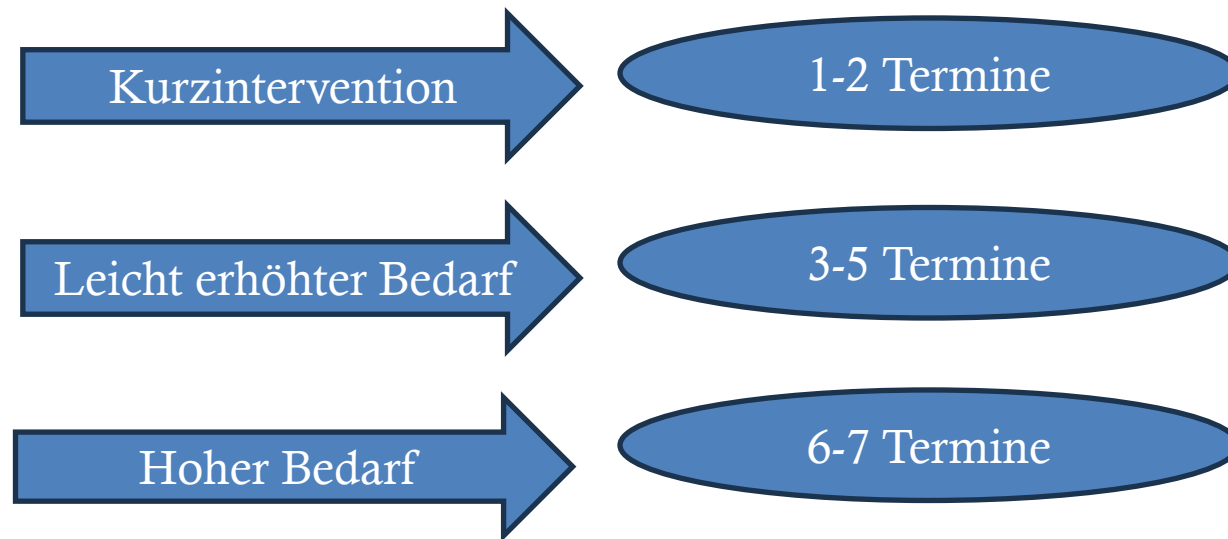 Kurzintervention
1-2 Termine
Leicht erhöhter Bedarf
3-5 Termine
Hoher Bedarf
6-7 Termine